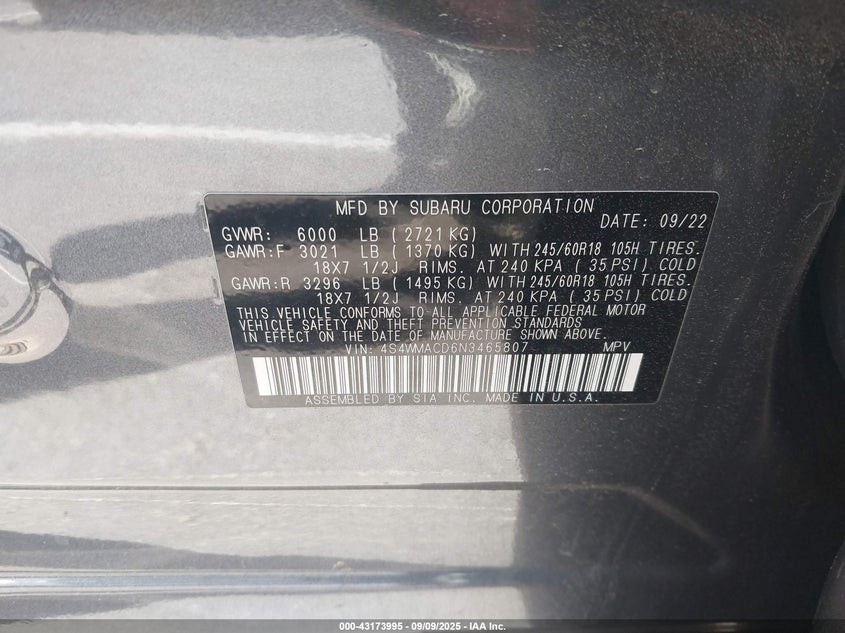 MFD BY SUBARU CORPORATION
DATE: 09/22
GVWR: 6000 LB ( 2721 KG)
GAWR:F 3021 LB ( 1370 KG) WITH 245/60R18 105H TIRES.
18X7 1/2J RIMS. AT 240 KPA ( 35 PSI) COLD
GAWR:R 3296 LB ( 1495 KG) WITH 245/60R18 105H TIRES.
18X7 1/2J RIMS. AT 240 KPA ( 35 PSI) COLD
THIS VEHICLE CONFORMS TO ALL APPLICABLE FEDERAL MOTOR
VEHICLE SAFETY AND THEFT PREVENTION STANDARDS
IN EFFECT ON THE DATE OF MANUFACTURE SHOWN ABOVE.
VIN: 4S4WMACD6N3465807 MPV
ASSEMBLED BY SIA INC. MADE IN U.S.A.
000-43173995 - 09/09/2025 - IAA Inc.